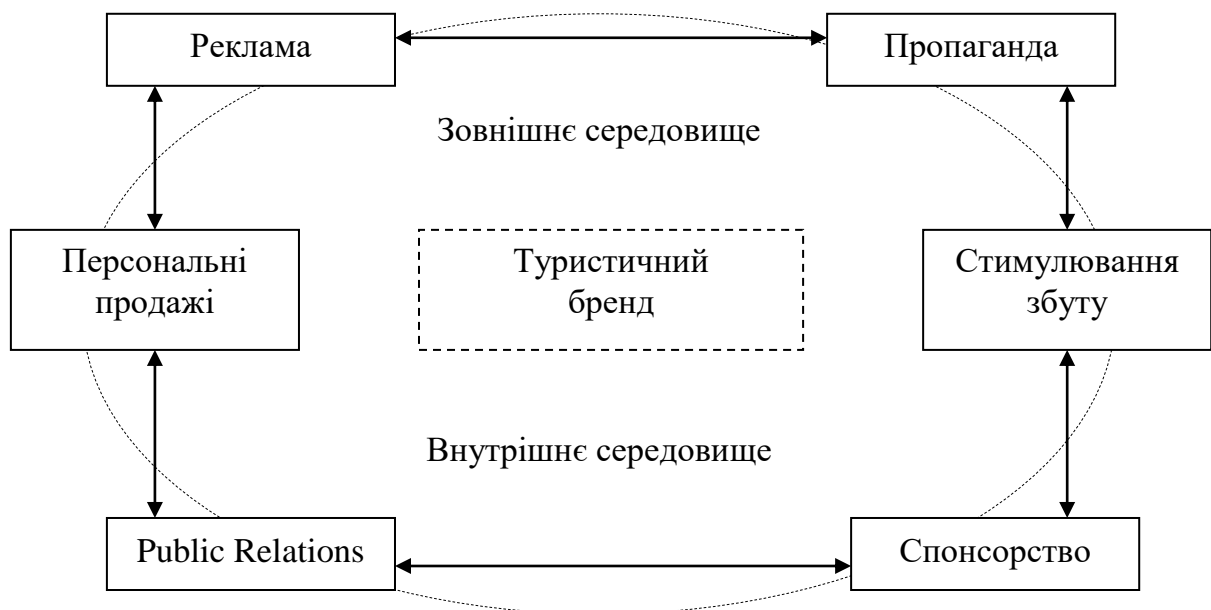 Реклама
Пропаганда
Зовнішнє середовище
Персональні
продажі
Туристичний
бренд
Стимулювання
збуту
Внутрішнє середовище
Public Relations
Спонсорство